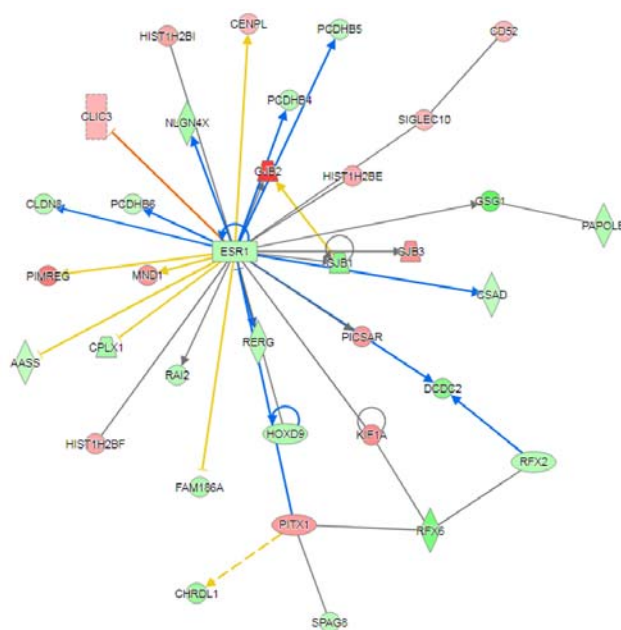 CENPL
PCDHB5
CD52
HIST1H2BI
PCDHB4
CLIC3
NLGN4X
SIGLEC10
GJB2
HIST1H2BE
CLDN8
PCDHB6
GSG1
PAPOLB
ESR1
GJB1
GJB3
PIMREG
MND1
CSAD
AASS
CPLX1
RERG
PICSAR
RAI2
DCDC2
HIST1H2BF
HOXD9
KIF1A
RFX2
FAM166A
PITX1
RFX6
CHRDL1
SPAG8